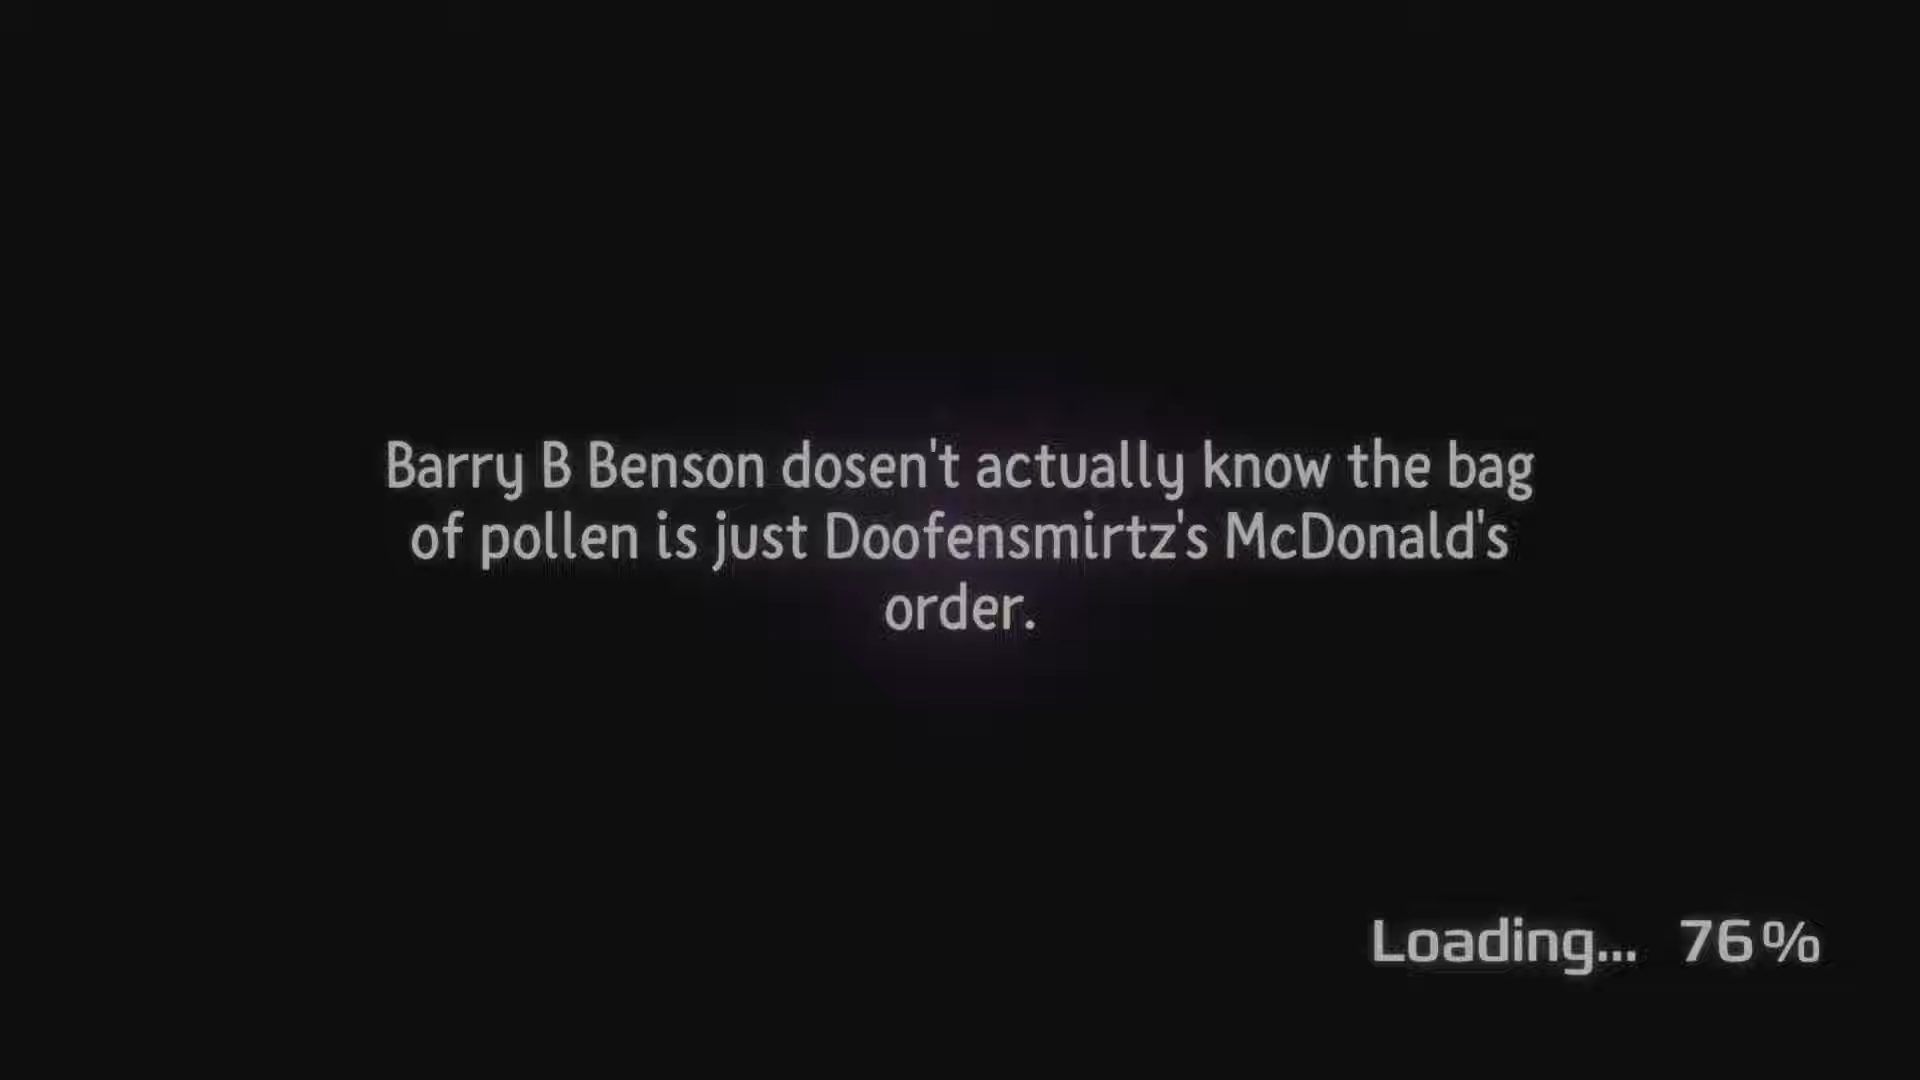 Barry B Benson dosen't actually know the bag
of pollen is just Doofensmirtz's McDonald's
order.
Loading... 76%